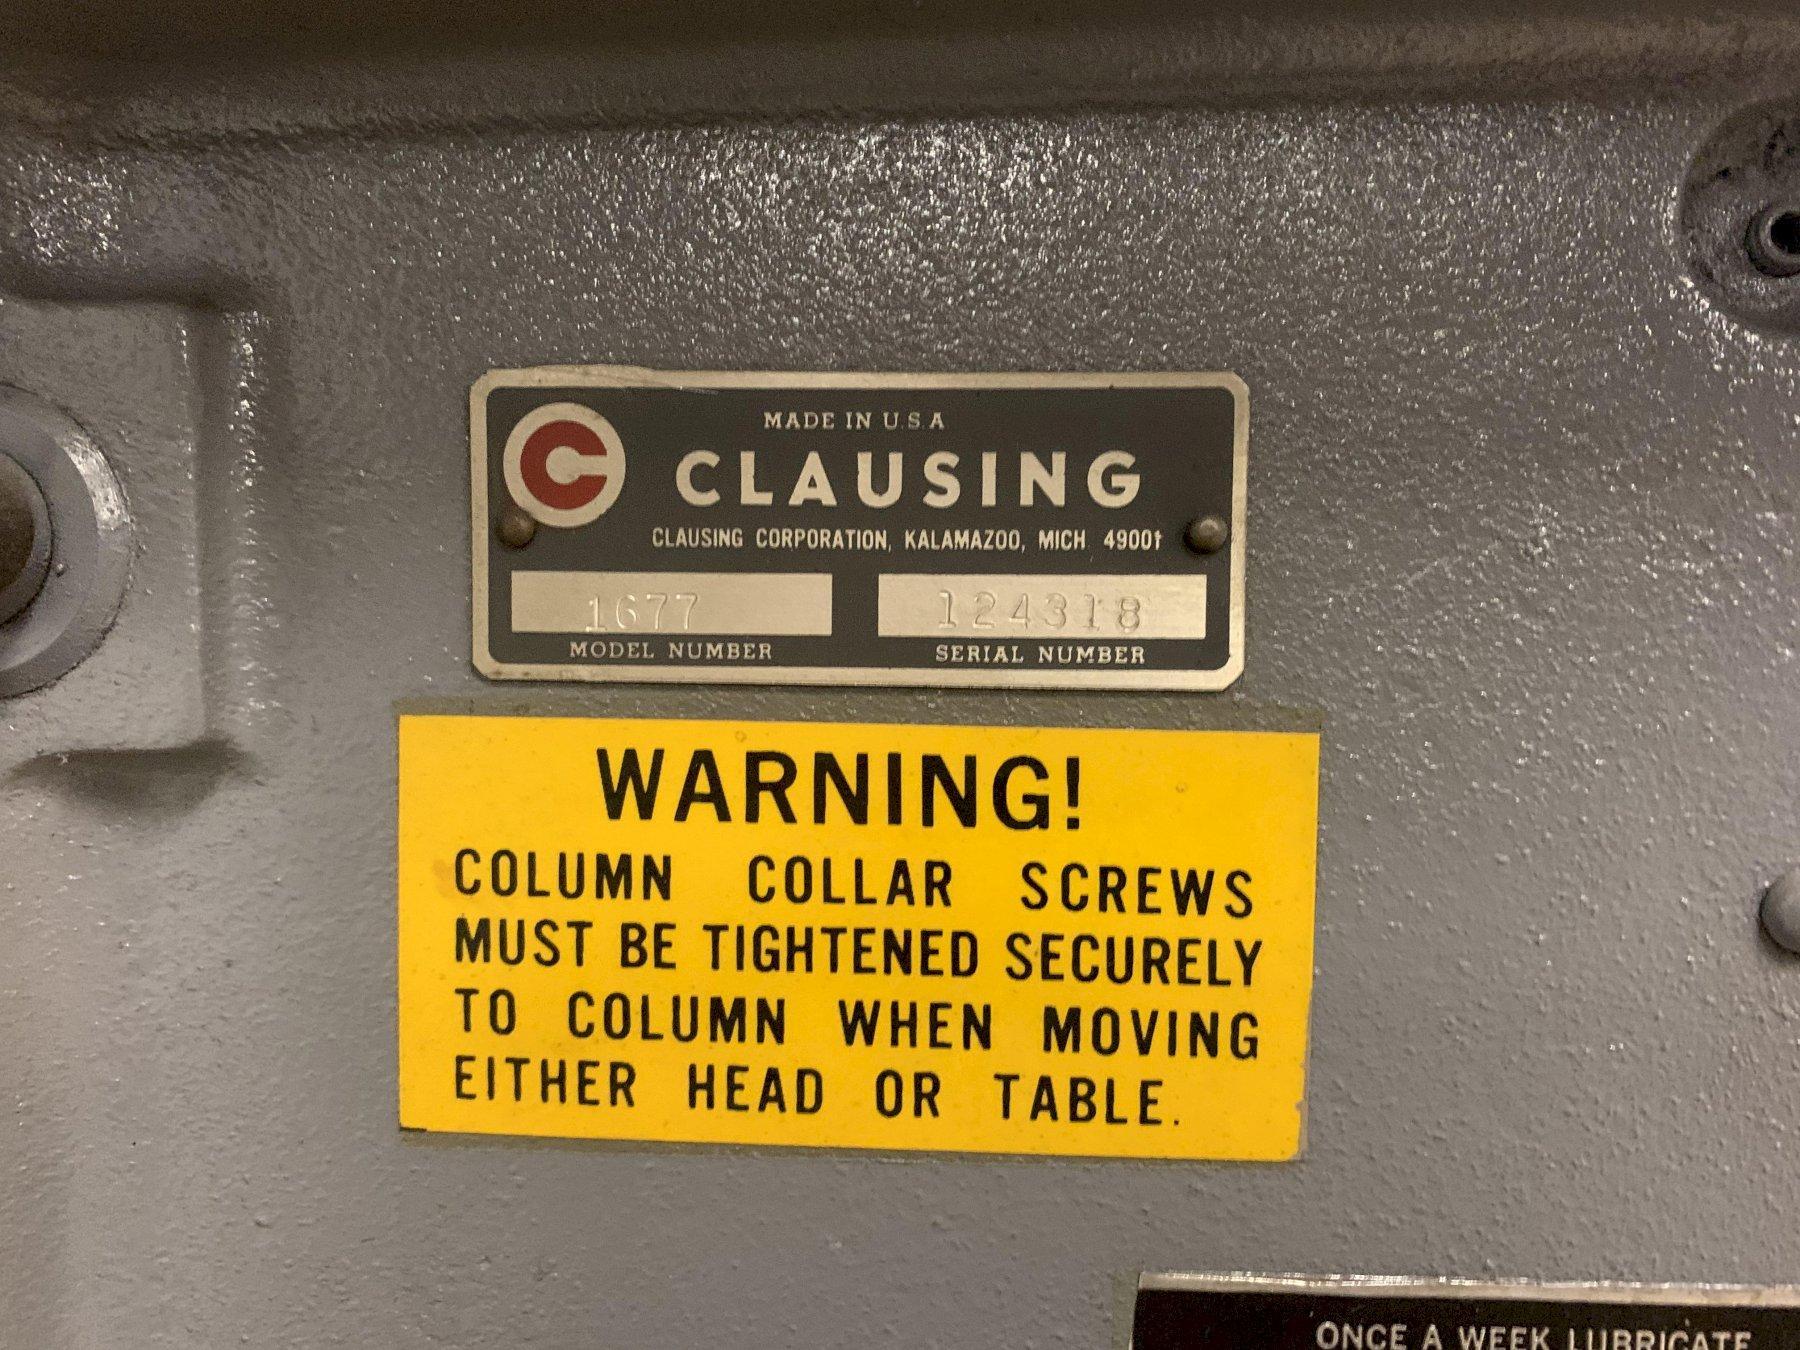 MADE IN U.S.A
CLAUSING
CLAUSING CORPORATION, KALAMAZOO, MICH 49001
1677
124318
MODEL NUMBER
SERIAL NUMBER
WARNING!
COLUMN COLLAR SCREWS
MUST BE TIGHTENED SECURELY
TO COLUMN WHEN MOVING
EITHER HEAD OR TABLE.
ONCE A WEEK LUBRICATE